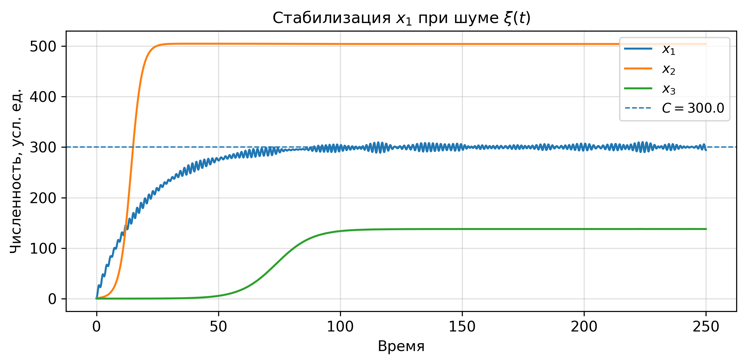 Стабилизация x₁ при шуме ξ(t)
Численность, усл. ед.
500
400
300
200
100
0
x₁
x₂
x₃
C = 300.0
0 50 100 150 200 250
Время